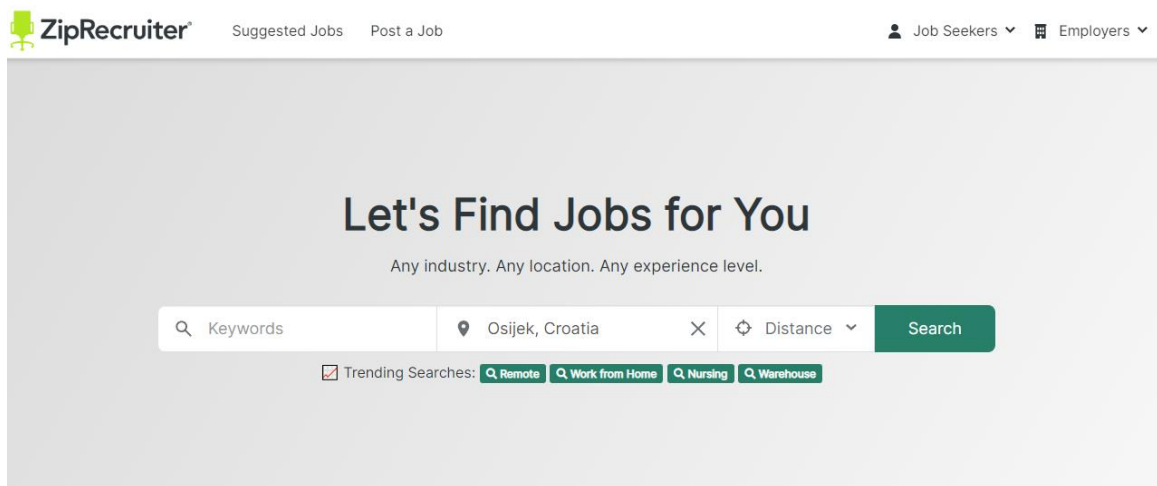 ZipRecruiter® Suggested Jobs Post a Job Job Seekers Employers
Let's Find Jobs for You
Any industry. Any location. Any experience level.
Keywords Osijek, Croatia Distance Search
Trending Searches: Remote Work from Home Nursing Warehouse